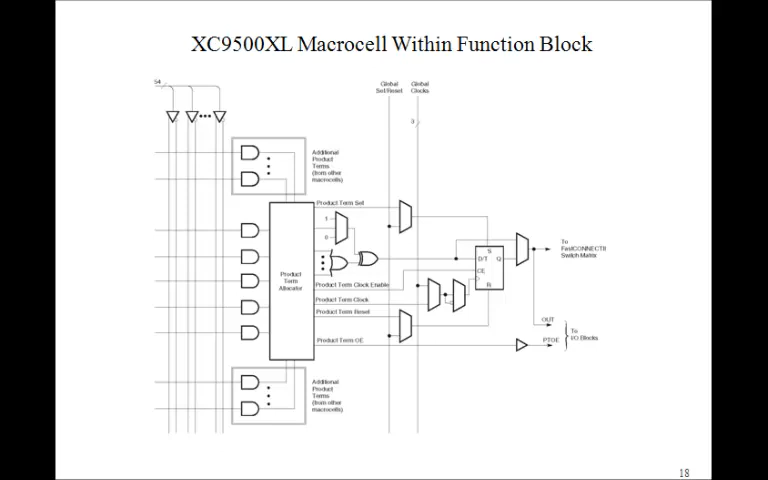 XC9500XL Macrocell Within Function Block
54
Global
Set/Reset
Global
Clocks
3
Additional
Product
Terms
(from other
macrocells)
Product Term Set
1
0
Product
Term
Allocator
S
D/T Q
CE
R
To
FastCONNECT II
Switch Matrix
Product Term Clock Enable
Product Term Clock
Product Term Reset
Product Term OE
OUT
PTOE
To
I/O Blocks
Additional
Product
Terms
(from other
macrocells)
18